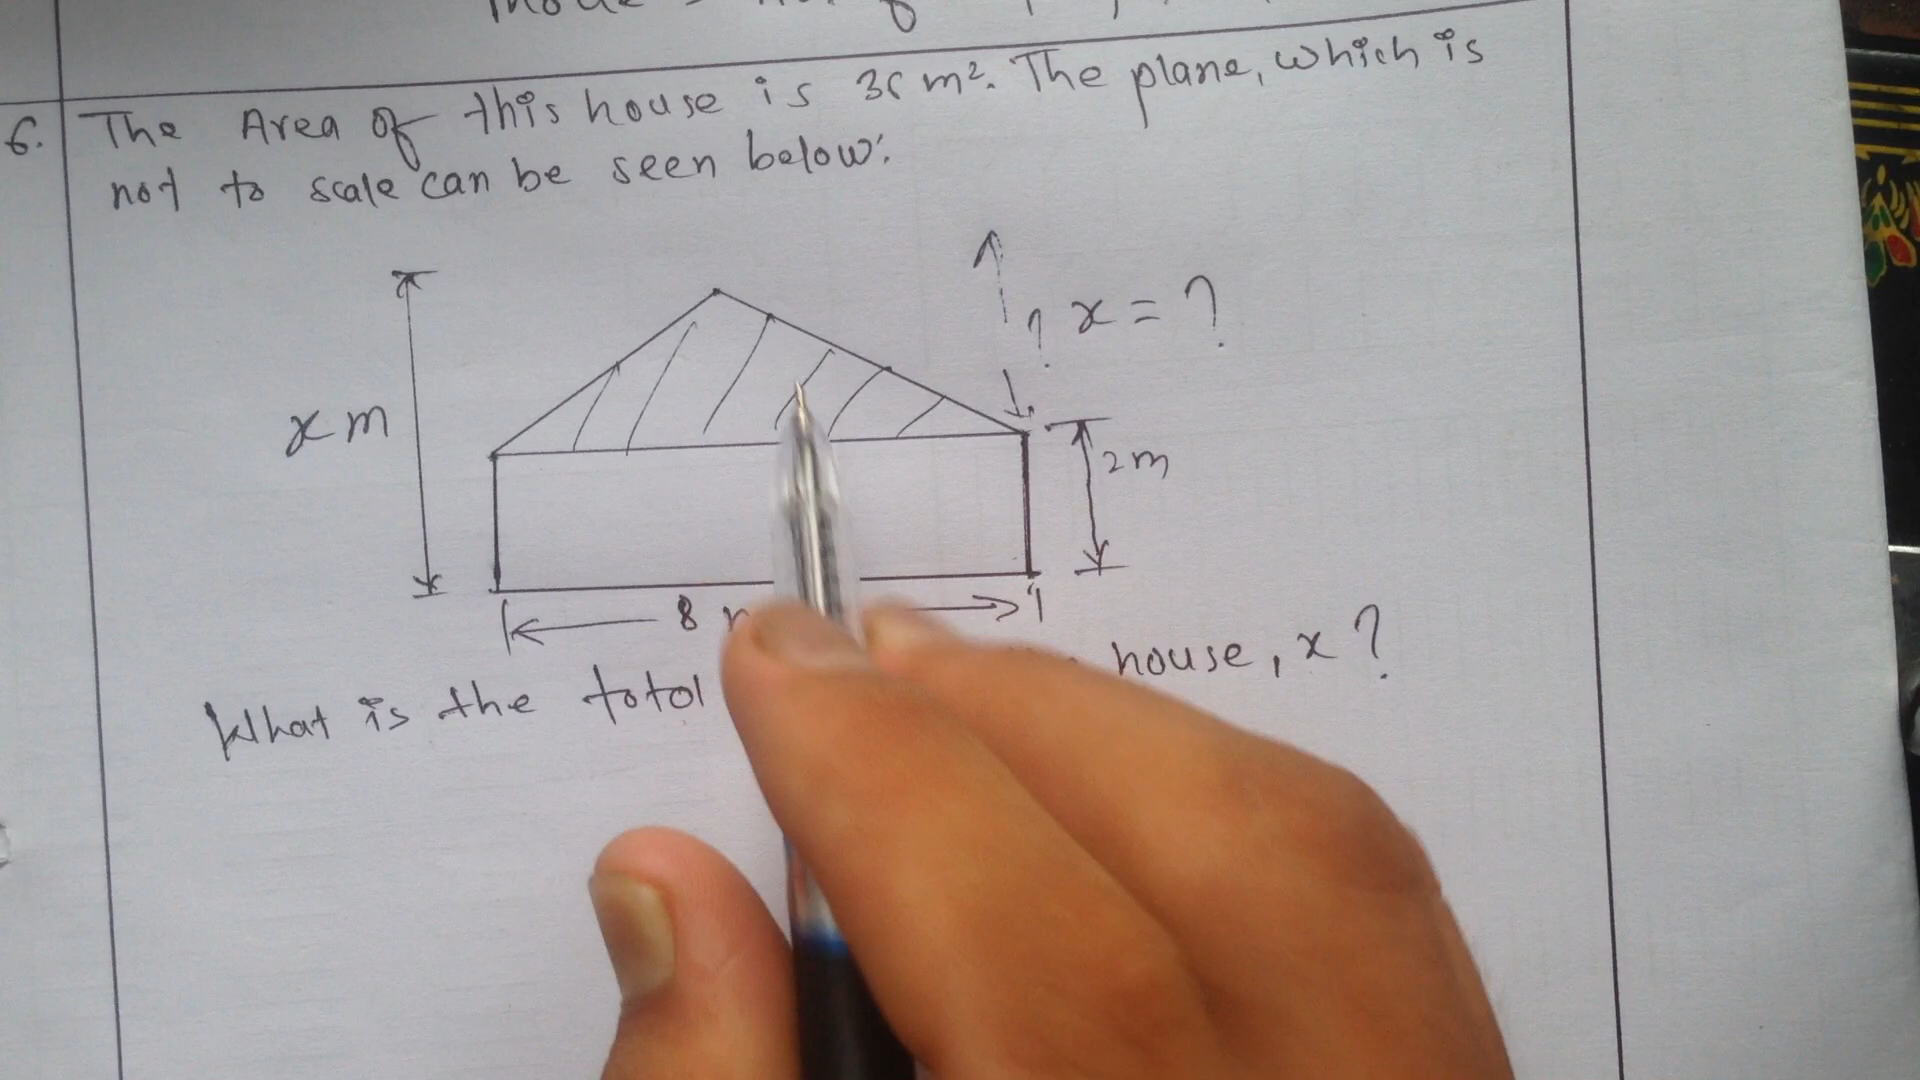 6. The Area of this house is 36 m². The plane, which is
not to scale can be seen below:
x m
? x = ?
2m
8
What is the total house, x ?